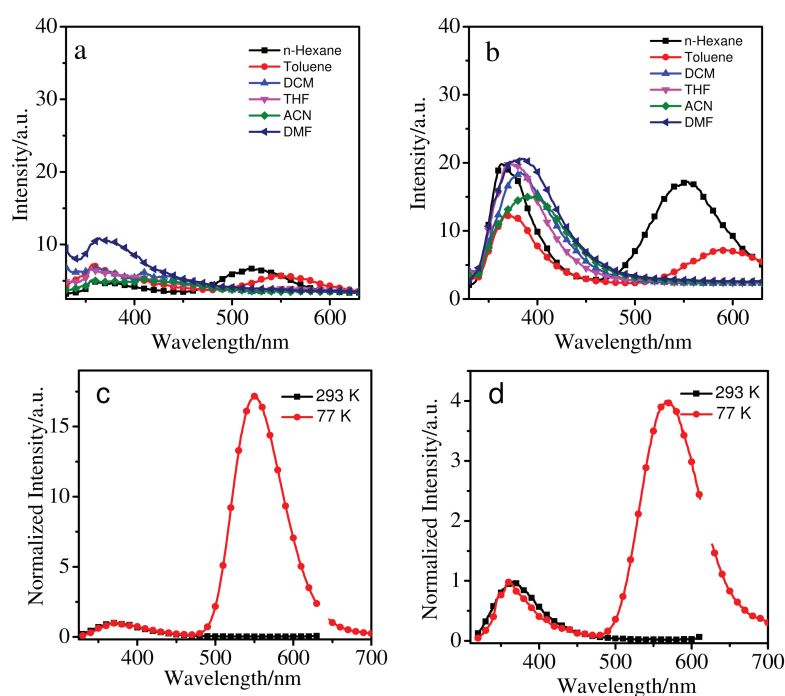 a
n-Hexane
Toluene
DCM
THF
ACN
DMF
40
30
20
10
400
500
600
Intensity/a.u.
Wavelength/nm
b
n-Hexane
Toluene
DCM
THF
ACN
DMF
40
30
20
10
0
400
500
600
Intensity/a.u.
Wavelength/nm
c
293 K
77 K
15
10
5
0
400
500
600
700
Normalized Intensity/a.u.
Wavelength/nm
d
293 K
77 K
4
3
2
1
0
400
500
600
700
Normalized Intensity/a.u.
Wavelength/nm